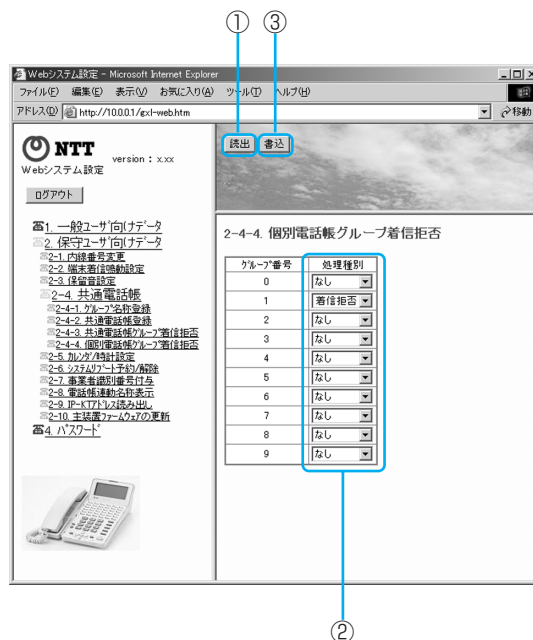 ① ③
Webシステム設定 - Microsoft Internet Explorer
ファイル(F) 編集(E) 表示(V) お気に入り(A) ツール(T) ヘルプ(H)
アドレス(D) http://10.0.0.1/gxl-web.htm 移動
NTT version : x.xx
Webシステム設定
ログアウト
読出 書込
1. 一般ユーザ向けデータ
2. 保守ユーザ向けデータ
2-1. 内線番号変更
2-2. 端末着信鳴動設定
2-3. 保留音設定
2-4. 共通電話帳
2-4-1. グループ名称登録
2-4-2. 共通電話帳登録
2-4-3. 共通電話帳グループ着信拒否
2-4-4. 個別電話帳グループ着信拒否
2-5. カレンダ/時計設定
2-6. システムリブート予約/解除
2-7. 事業者識別番号付与
2-8. 電話帳連動名称表示
2-9. IP-KTアドレス読み出し
2-10. 主装置ファームウェアの更新
4. パスワード
2-4-4. 個別電話帳グループ着信拒否
グループ番号 処理種別
0 なし
1 着信拒否
2 なし
3 なし
4 なし
5 なし
6 なし
7 なし
8 なし
9 なし
②